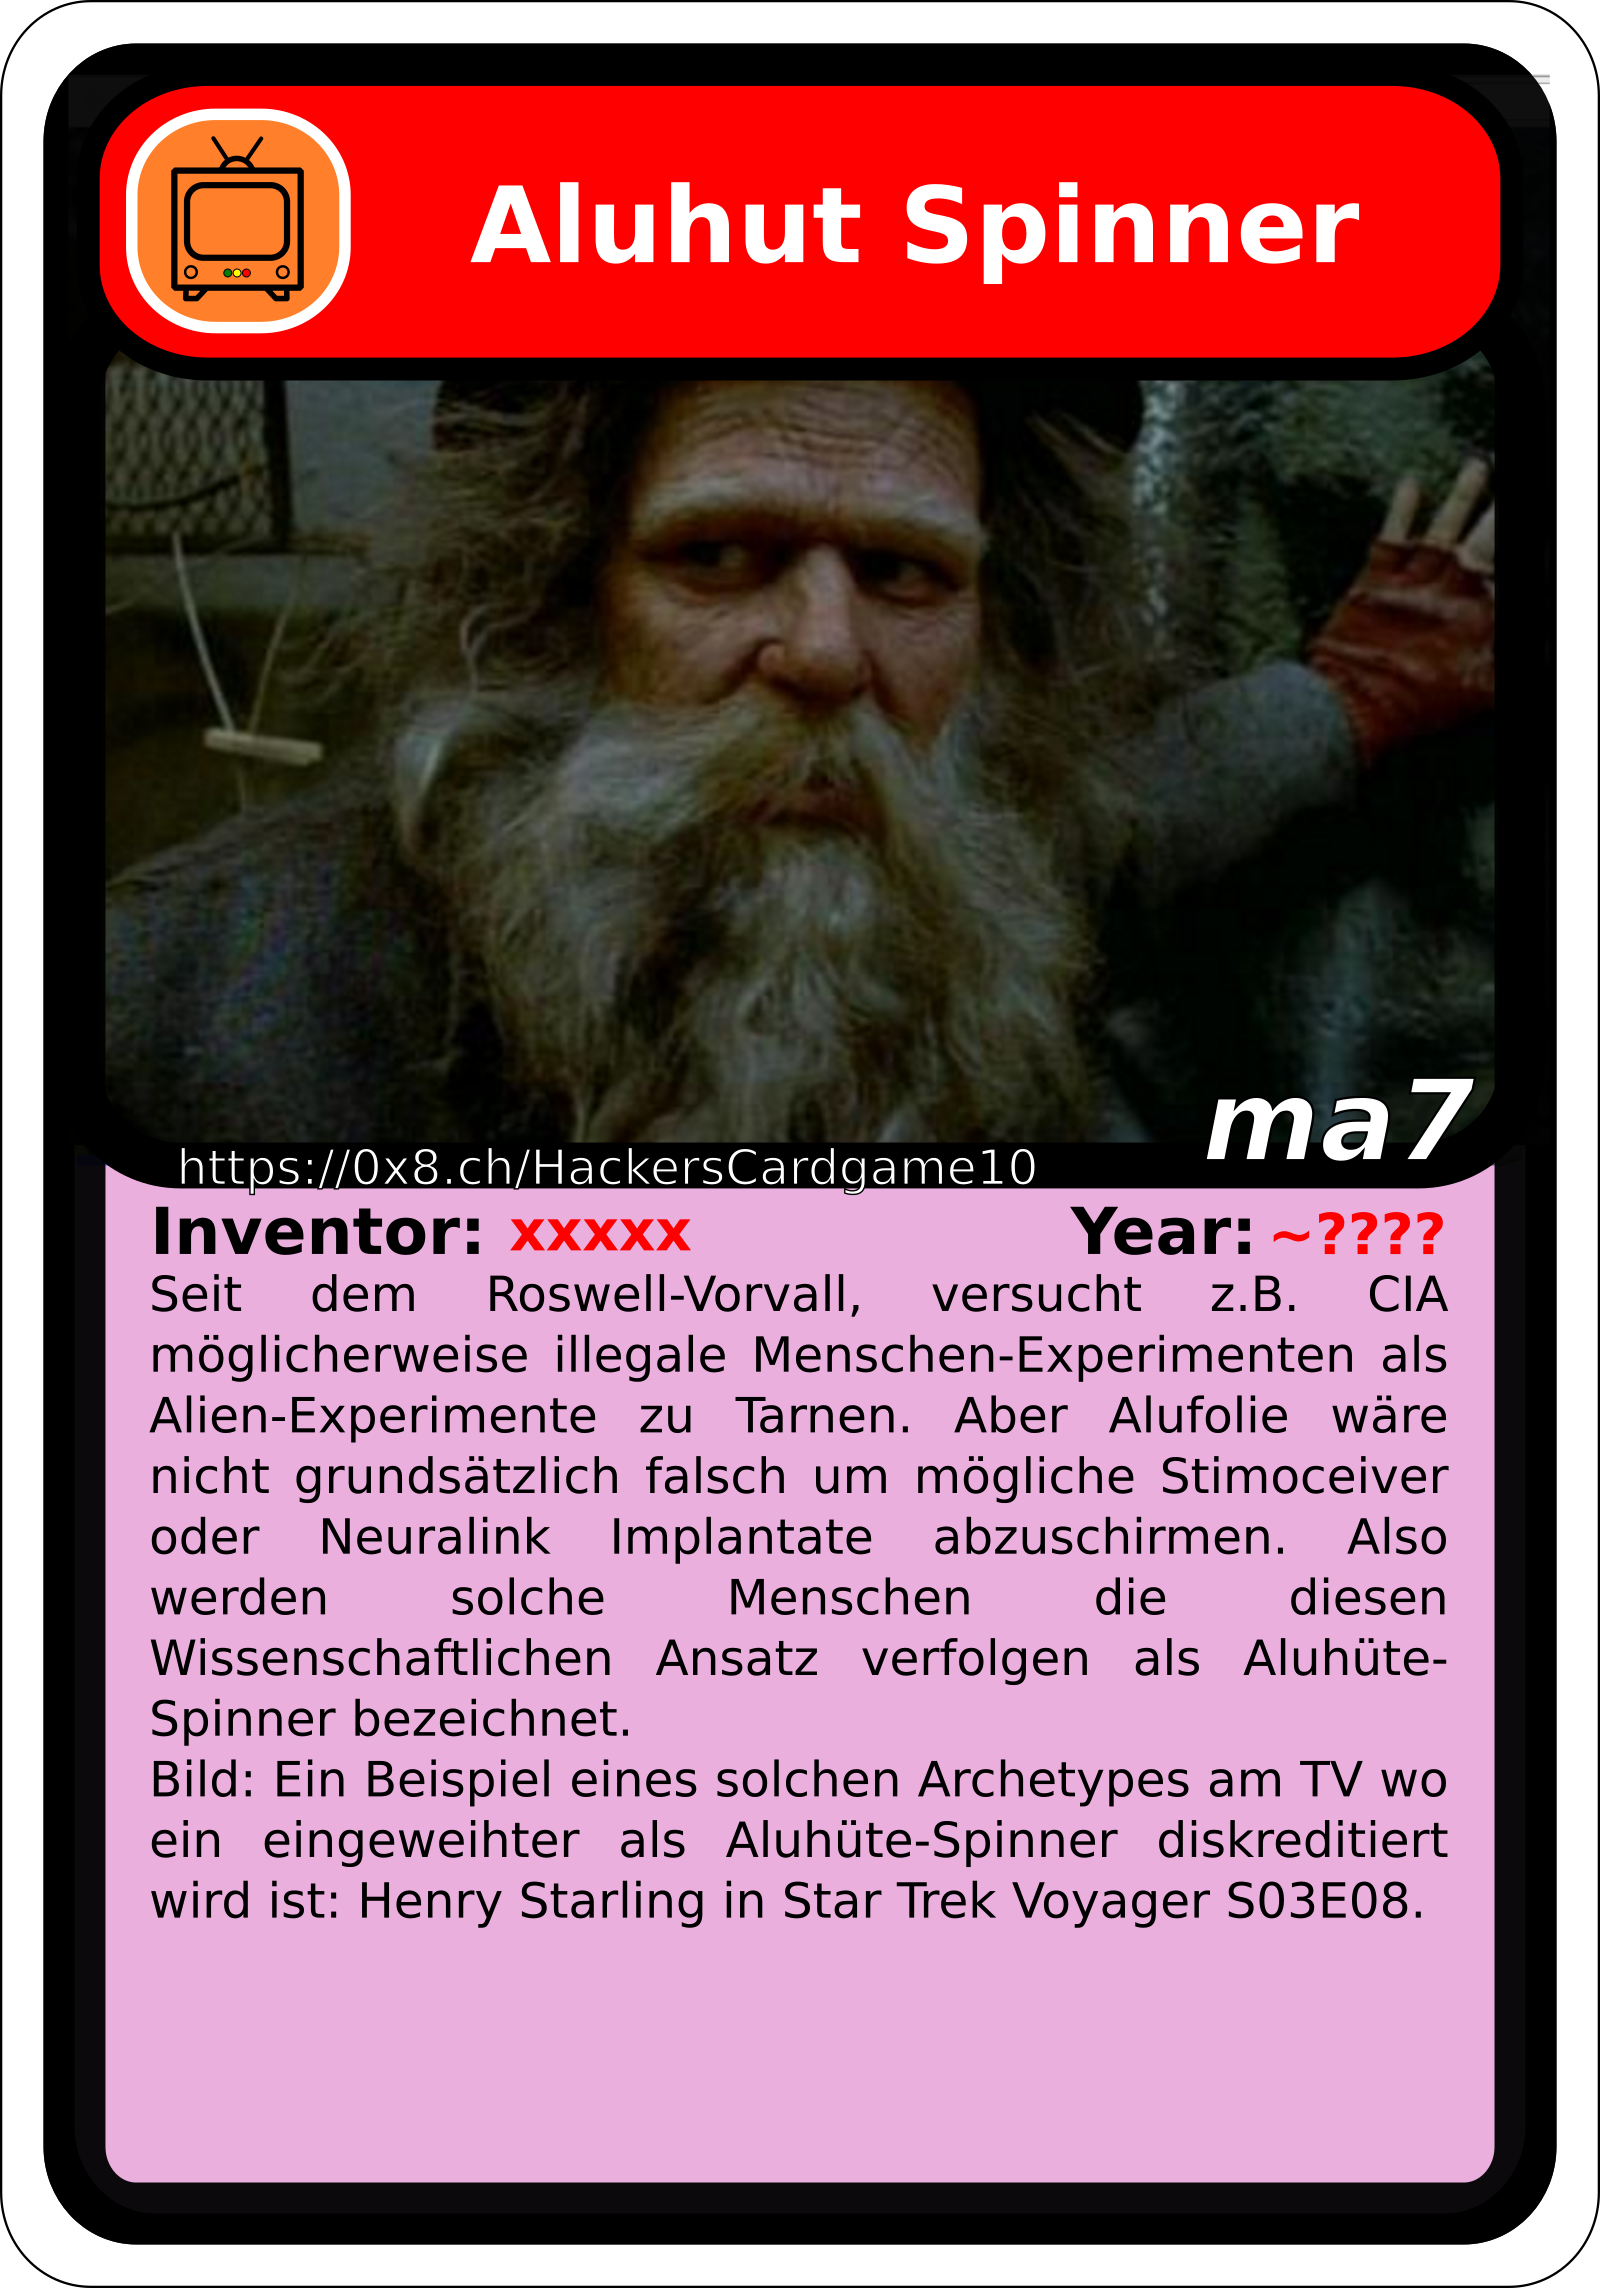 Aluhut Spinner
ma7
https://0x8.ch/HackersCardgame10
Inventor: xxxxx Year: ~????
Seit dem Roswell-Vorvall, versucht z.B. CIA
möglicherweise illegale Menschen-Experimenten als
Alien-Experimente zu Tarnen. Aber Alufolie wäre
nicht grundsätzlich falsch um mögliche Stimoceiver
oder Neuralink Implantate abzuschirmen. Also
werden solche Menschen die diesen
Wissenschaftlichen Ansatz verfolgen als Aluhüte-
Spinner bezeichnet.
Bild: Ein Beispiel eines solchen Archetypes am TV wo
ein eingeweihter als Aluhüte-Spinner diskreditiert
wird ist: Henry Starling in Star Trek Voyager S03E08.